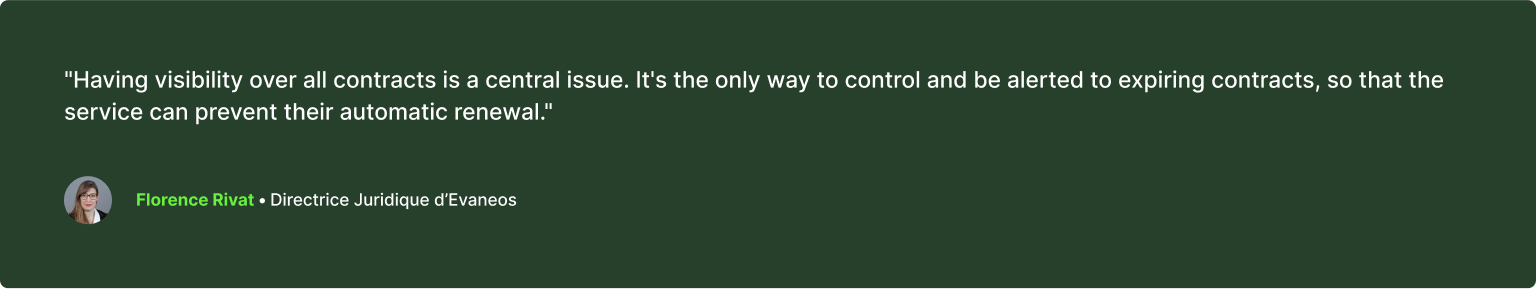 "Having visibility over all contracts is a central issue. It's the only way to control and be alerted to expiring contracts, so that the
service can prevent their automatic renewal."
Florence Rivat • Directrice Juridique d’Evaneos